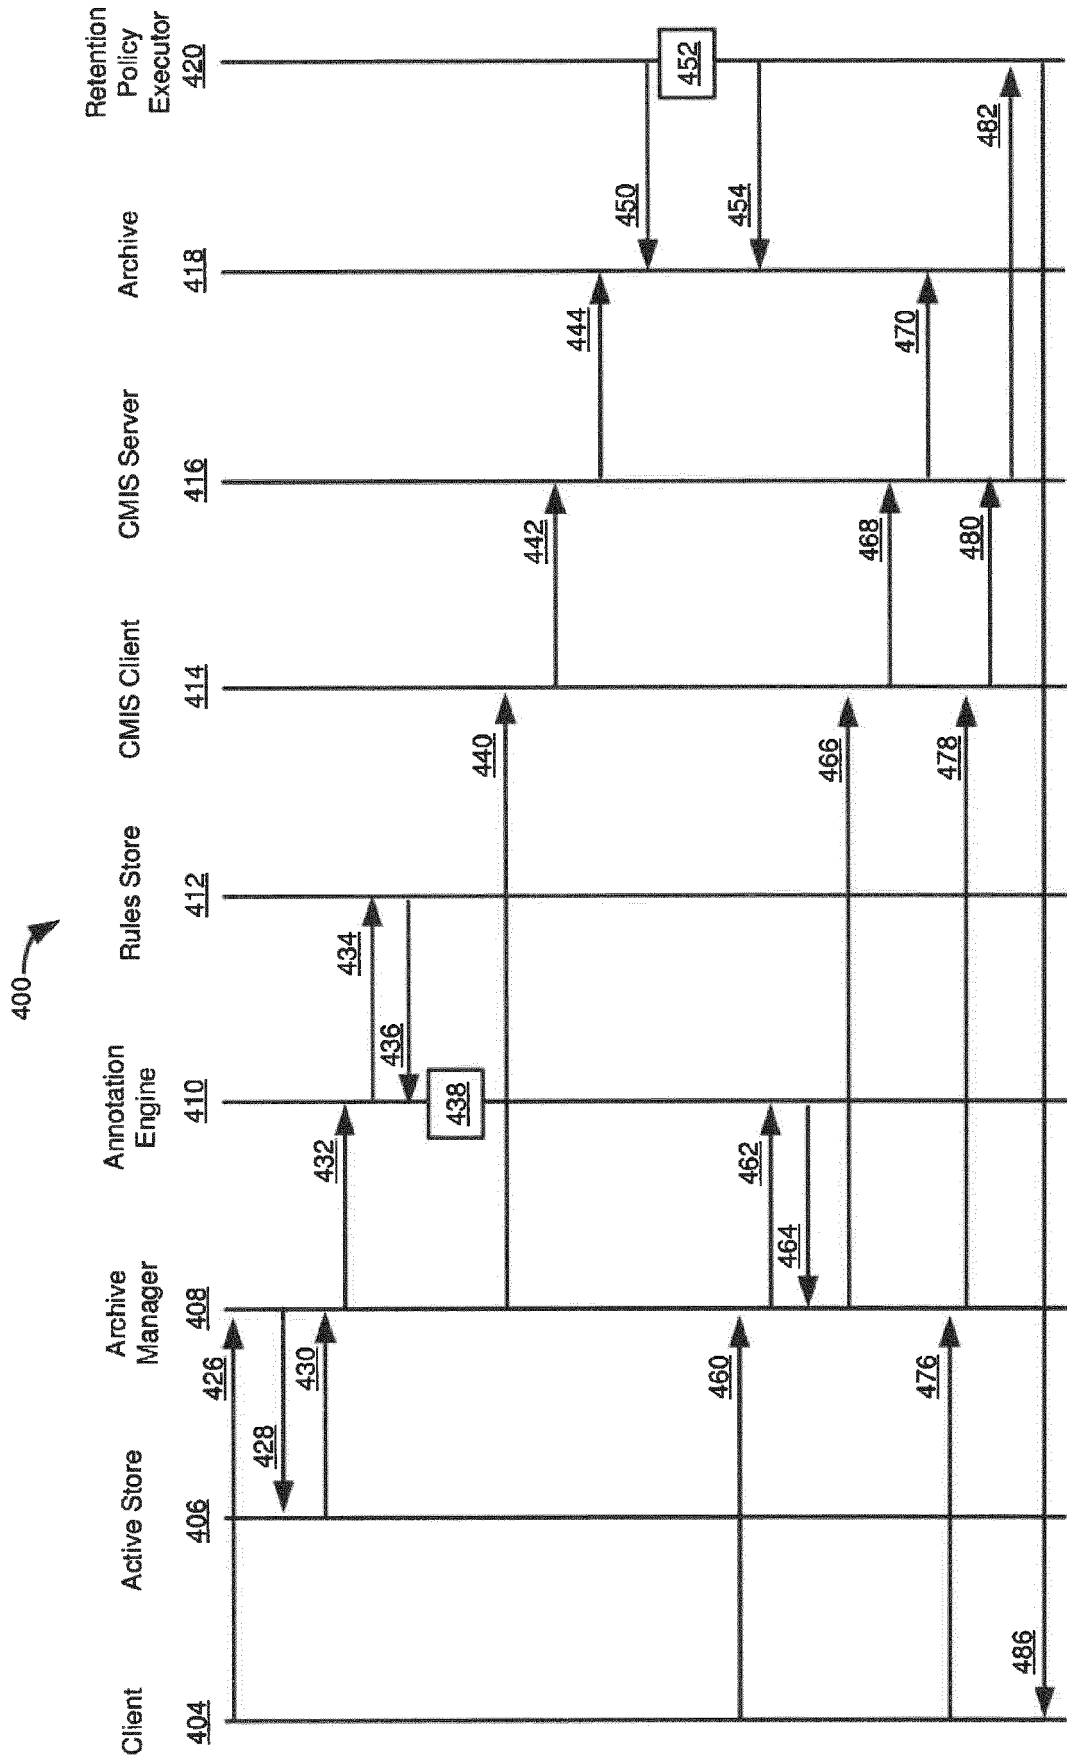 400
Client
404
Active Store
406
Archive
Manager
408
Annotation
Engine
410
Rules Store
412
CMIS Client
414
CMIS Server
416
Archive
418
Retention
Policy
Executor
420
426
428
430
432
434
436
438
440
442
444
450
452
454
460
462
464
466
468
470
476
478
480
482
486